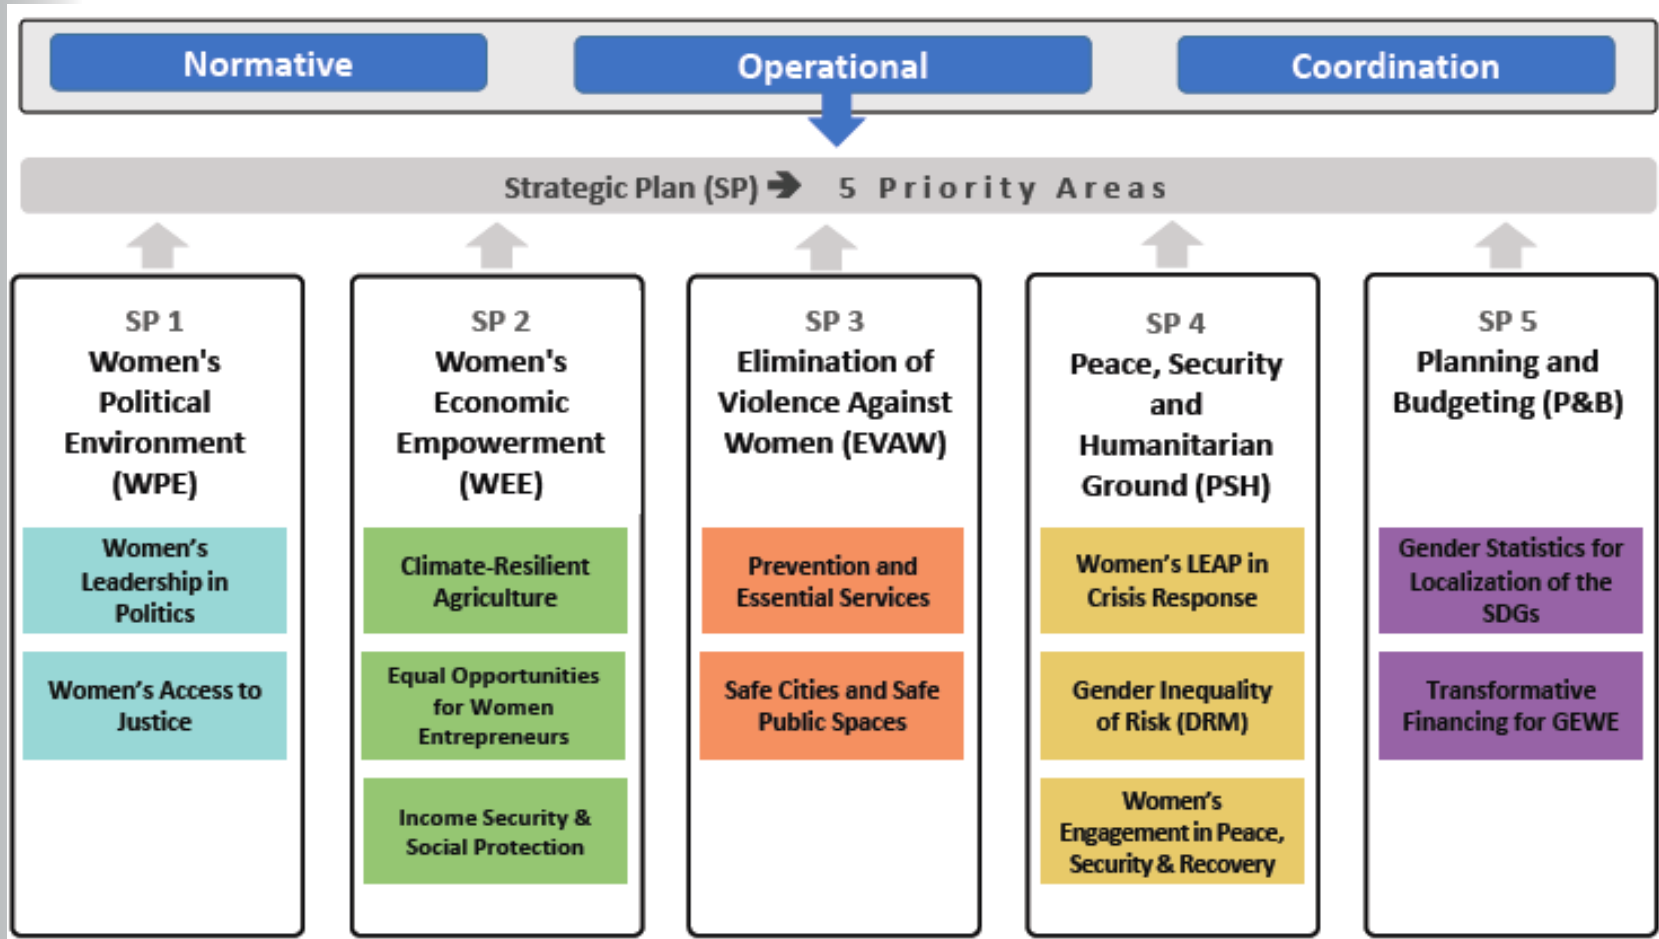 Normative
Operational
Coordination
Strategic Plan (SP) ➔ 5 Priority Areas
SP 1
Women's
Political
Environment
(WPE)
Women’s
Leadership in
Politics
Women’s Access to
Justice
SP 2
Women's
Economic
Empowerment
(WEE)
Climate-Resilient
Agriculture
Equal Opportunities
for Women
Entrepreneurs
Income Security &
Social Protection
SP 3
Elimination of
Violence Against
Women (EVAW)
Prevention and
Essential Services
Safe Cities and Safe
Public Spaces
SP 4
Peace, Security
and
Humanitarian
Ground (PSH)
Women’s LEAP in
Crisis Response
Gender Inequality
of Risk (DRM)
Women’s
Engagement in Peace,
Security & Recovery
SP 5
Planning and
Budgeting (P&B)
Gender Statistics for
Localization of the
SDGs
Transformative
Financing for GEWE